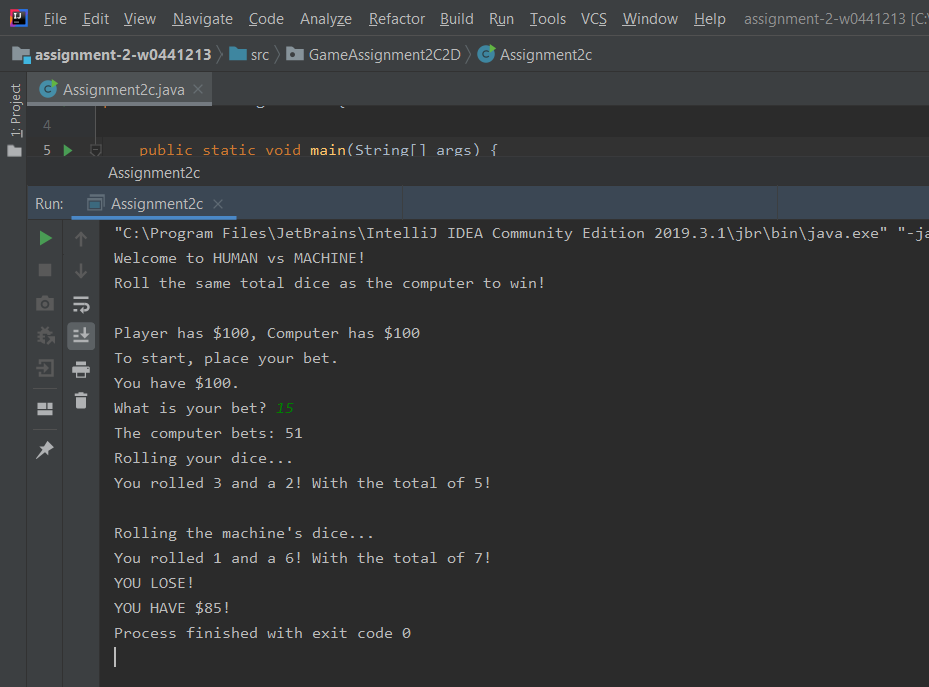 File Edit View Navigate Code Analyze Refactor Build Run Tools VCS Window Help assignment-2-w0441213 [C:\
assignment-2-w0441213 src GameAssignment2C2D Assignment2c
Assignment2c.java
1: Project
4
5 public static void main(String[] args) {
Assignment2c
Run: Assignment2c
"C:\Program Files\JetBrains\IntelliJ IDEA Community Edition 2019.3.1\jbr\bin\java.exe" "-ja
Welcome to HUMAN vs MACHINE!
Roll the same total dice as the computer to win!
Player has $100, Computer has $100
To start, place your bet.
You have $100.
What is your bet? 15
The computer bets: 51
Rolling your dice...
You rolled 3 and a 2! With the total of 5!
Rolling the machine's dice...
You rolled 1 and a 6! With the total of 7!
YOU LOSE!
YOU HAVE $85!
Process finished with exit code 0